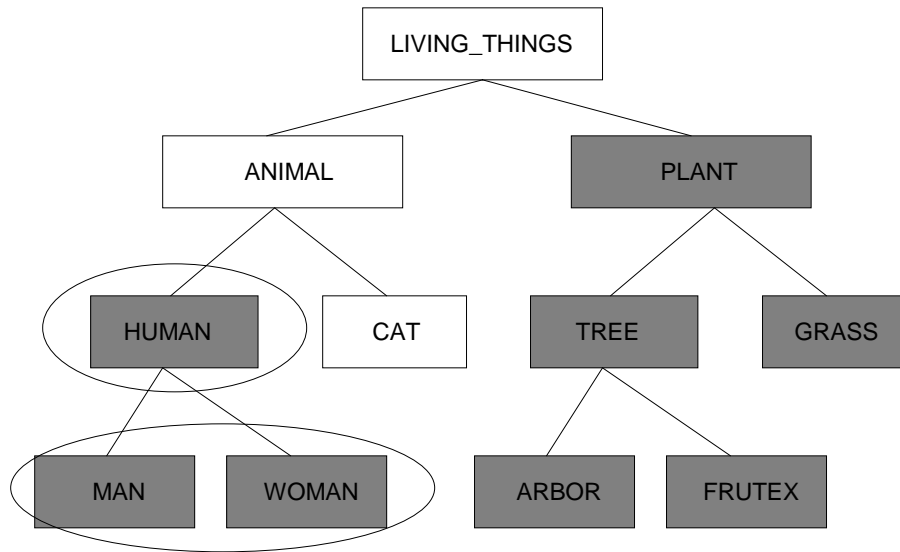 LIVING_THINGS
ANIMAL PLANT
HUMAN CAT TREE GRASS
MAN WOMAN ARBOR FRUTEX